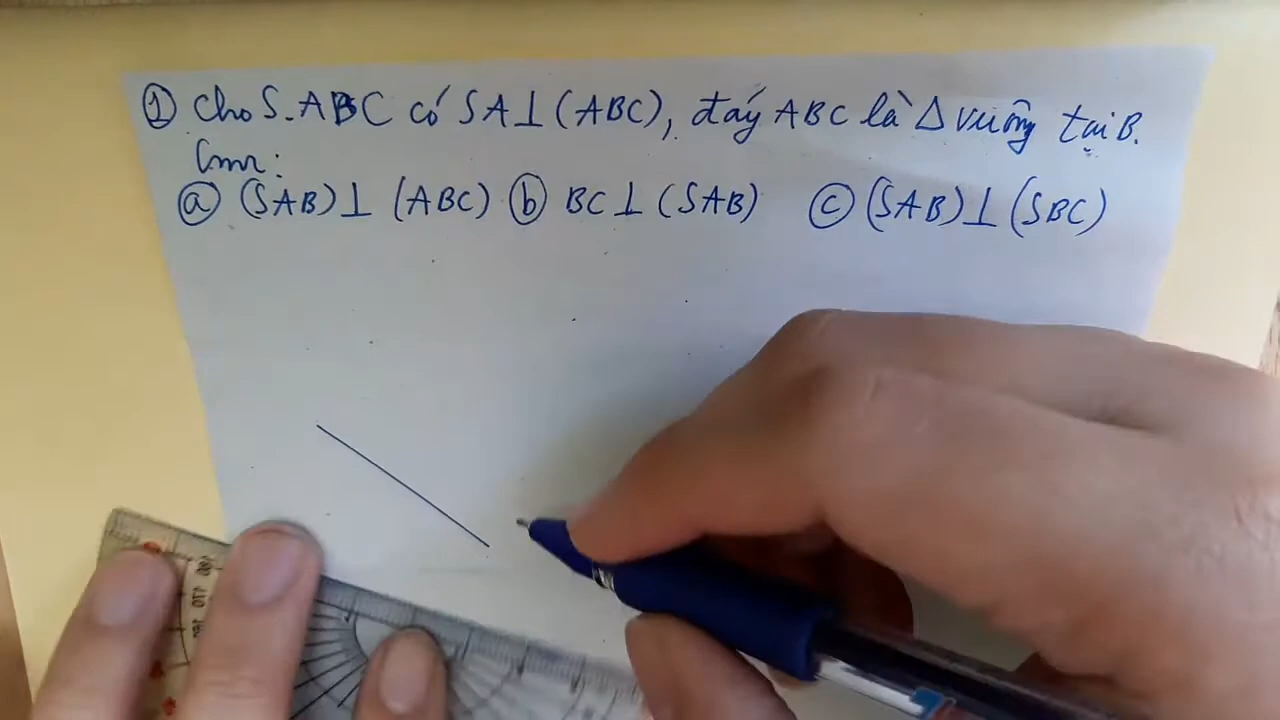 ① Cho S.ABC có SA⊥(ABC), đáy ABC là Δ vuông tại B.
Cmr:
ⓐ (SAB)⊥(ABC) ⓑ BC⊥(SAB) ⓒ (SAB)⊥(SBC)